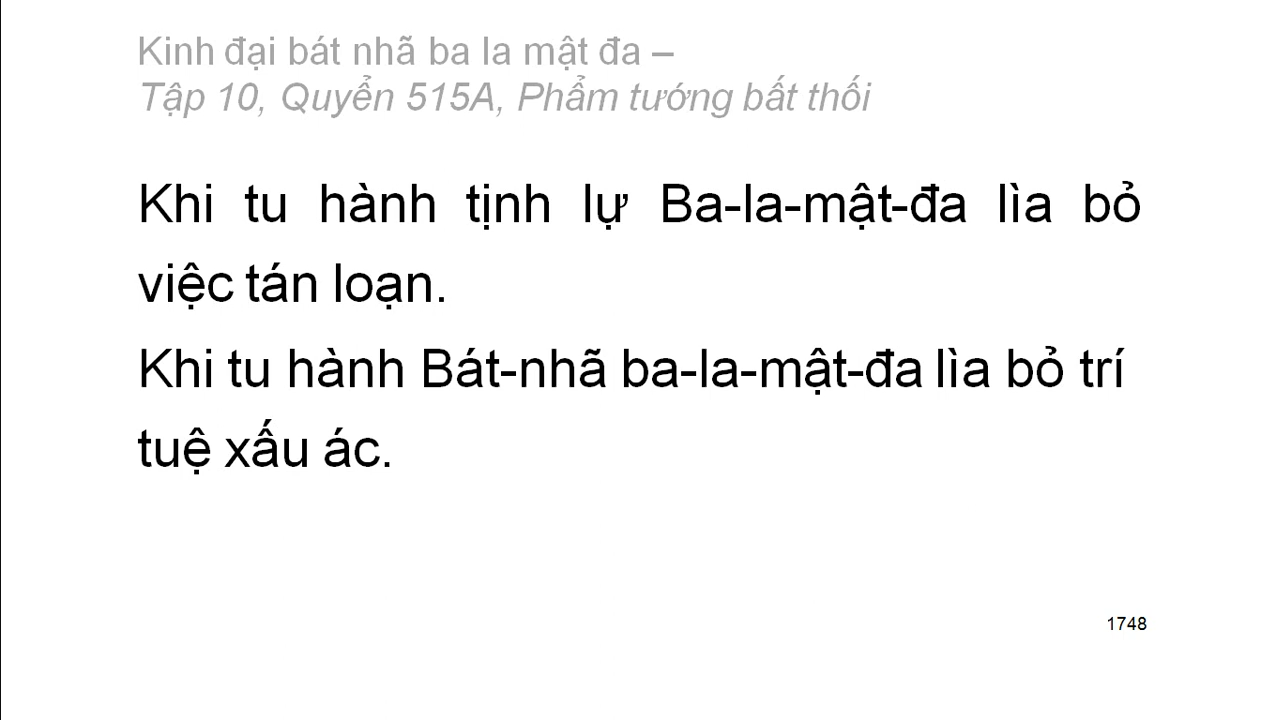 Kinh đại bát nhã ba la mật đa –
Tập 10, Quyển 515A, Phẩm tướng bất thối
Khi tu hành tịnh lự Ba-la-mật-đa lìa bỏ
việc tán loạn.
Khi tu hành Bát-nhã ba-la-mật-đa lìa bỏ trí
tuệ xấu ác.
1748